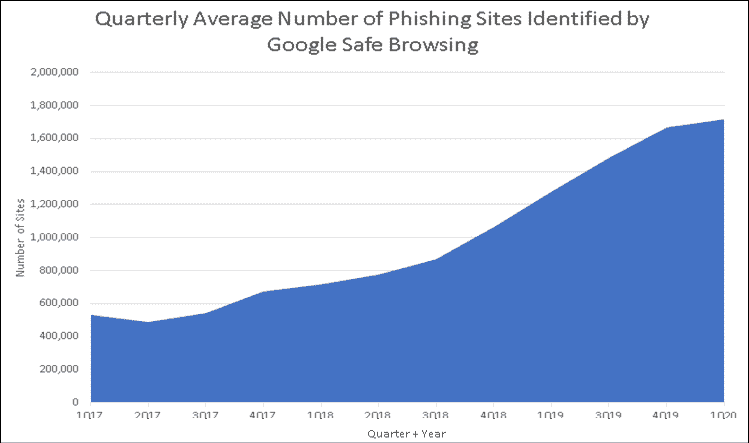 Quarterly Average Number of Phishing Sites Identified by
Google Safe Browsing
2,000,000
1,800,000
1,600,000
1,400,000
1,200,000
1,000,000
800,000
600,000
400,000
200,000
0
Number of Sites
1Q17 2Q17 3Q17 4Q17 1Q18 2Q18 3Q18 4Q18 1Q19 3Q19 4Q19 1Q20
Quarter + Year